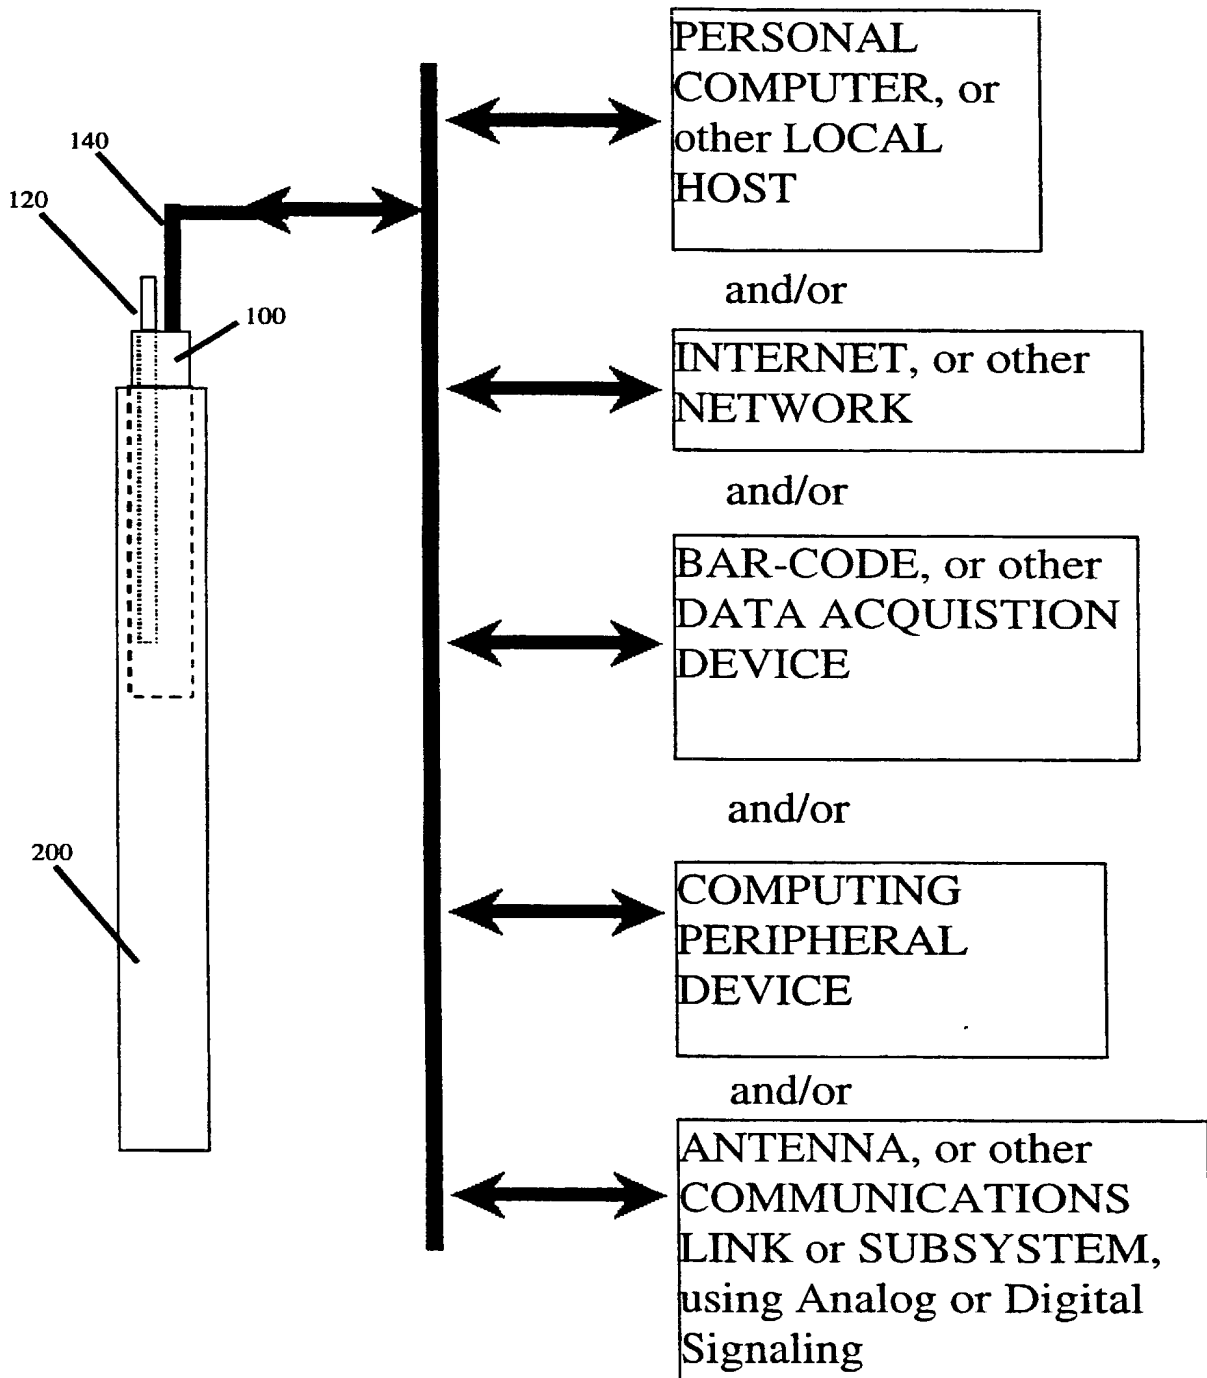 PERSONAL
COMPUTER, or
other LOCAL
HOST
and/or
INTERNET, or other
NETWORK
and/or
BAR-CODE, or other
DATA ACQUISTION
DEVICE
and/or
COMPUTING
PERIPHERAL
DEVICE
and/or
ANTENNA, or other
COMMUNICATIONS
LINK or SUBSYSTEM,
using Analog or Digital
Signaling
140
120
100
200